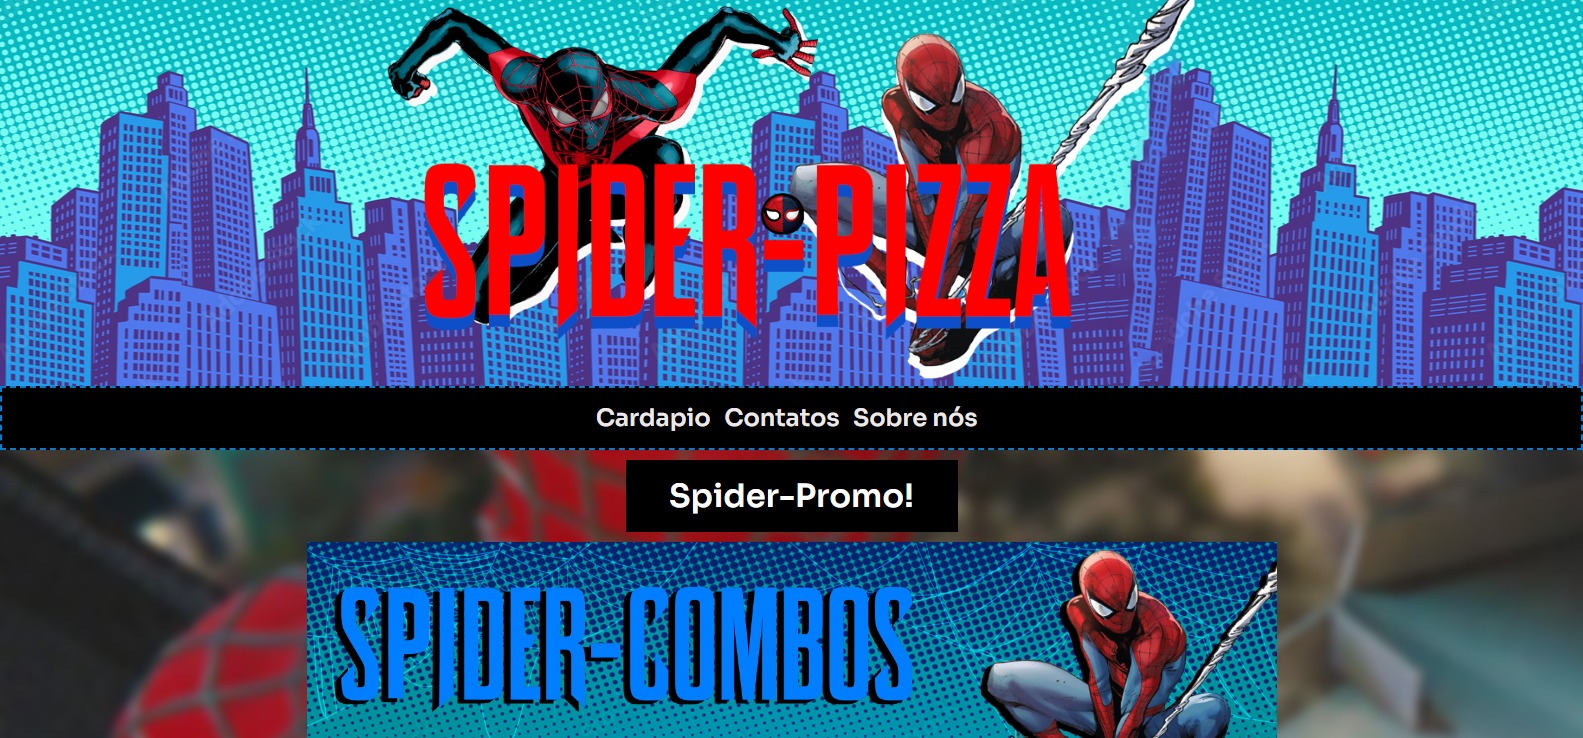 SPIDER-PIZZA
Cardapio Contatos Sobre nós
Spider-Promo!
SPIDER-COMBOS